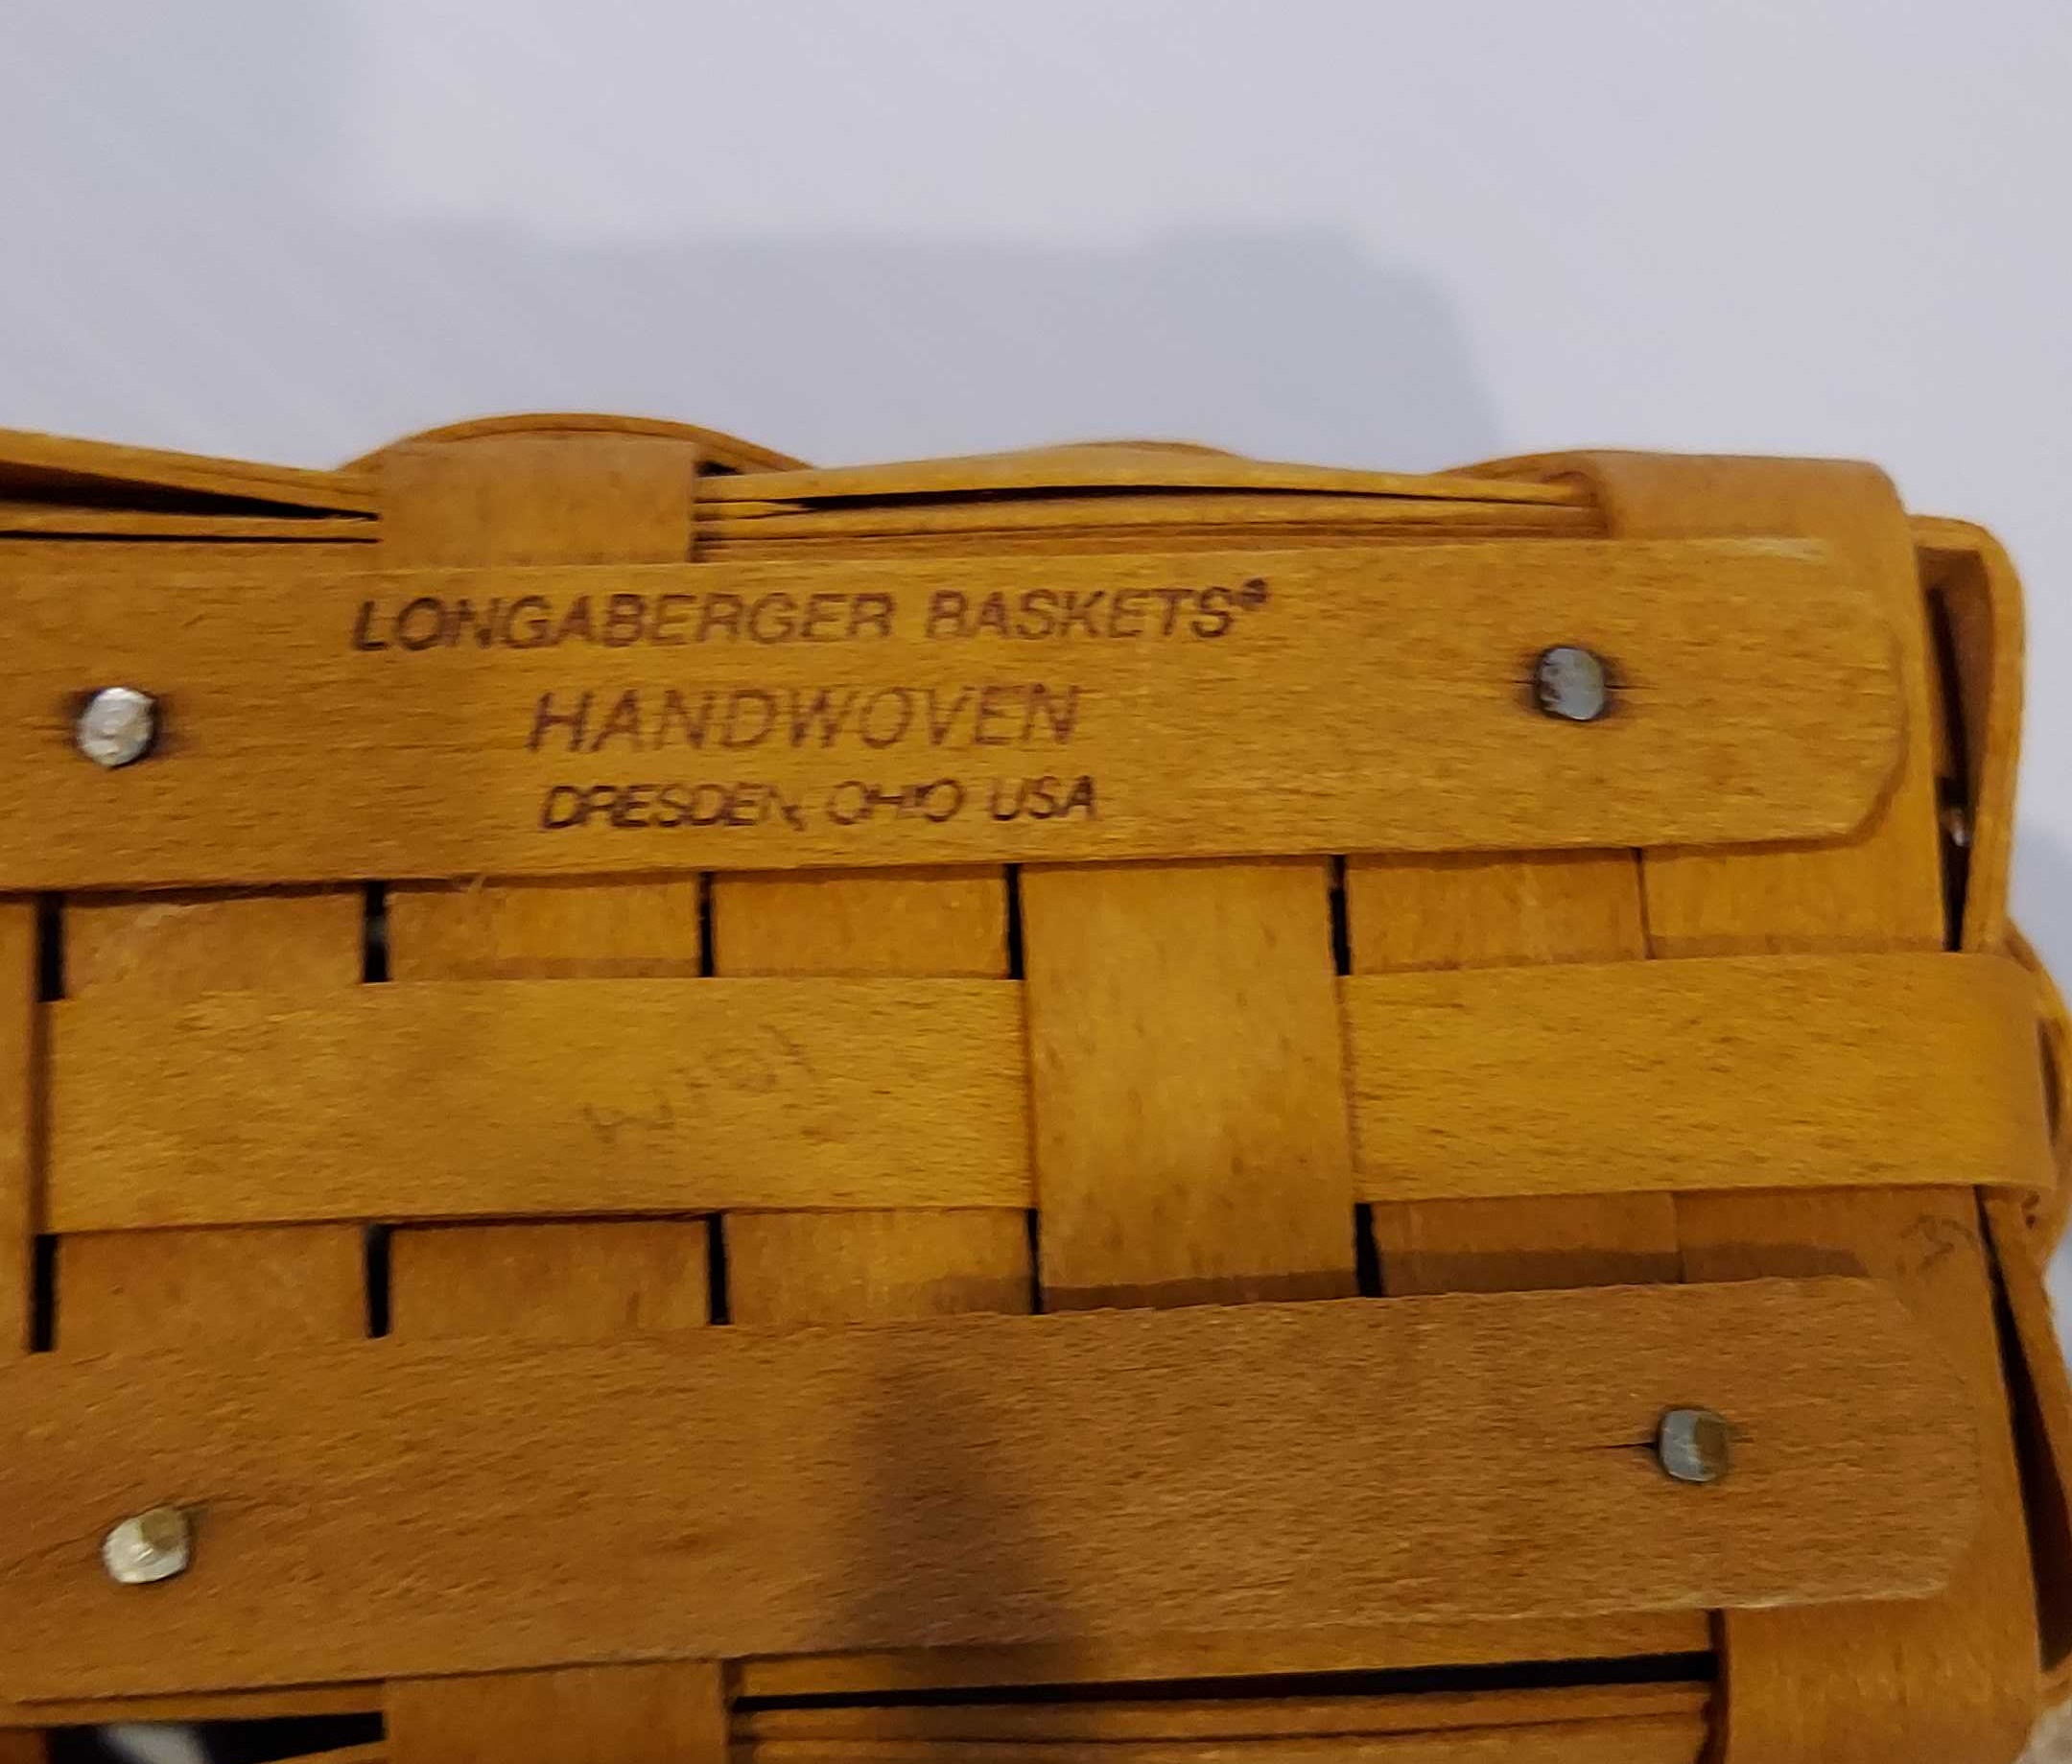 LONGABERGER BASKETS®
HANDWOVEN
DRESDEN, OHIO USA